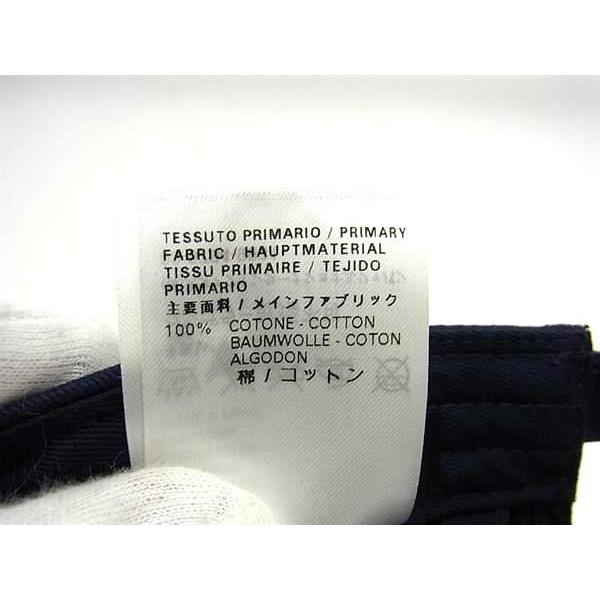 TESSUTO PRIMARIO / PRIMARY
FABRIC / HAUPTMATERIAL
TISSU PRIMAIRE / TEJIDO
PRIMARIO
主要面料 / メインファブリック
100% COTONE - COTTON
BAUMWOLLE - COTON
ALGODON
棉 / コットン